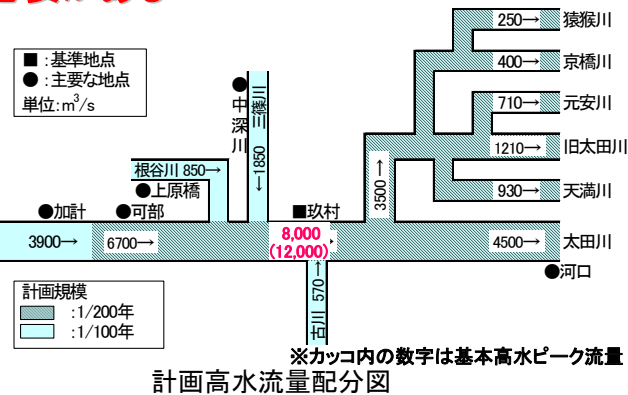 ■ :基準地点
● :主要な地点
単位:m³/s
250→ 猿猴川
400→ 京橋川
710→ 元安川
1210→ 旧太田川
930→ 天満川
3500→
●中深川
←1850 三篠川
根谷川 850→
●上原橋
●加計 ●可部 ■玖村
3900→ 6700→ 8,000 → 4500→ 太田川
(12,000)
●河口
古川 570→
計画規模
:1/200年
:1/100年
※カッコ内の数字は基本高水ピーク流量
計画高水流量配分図